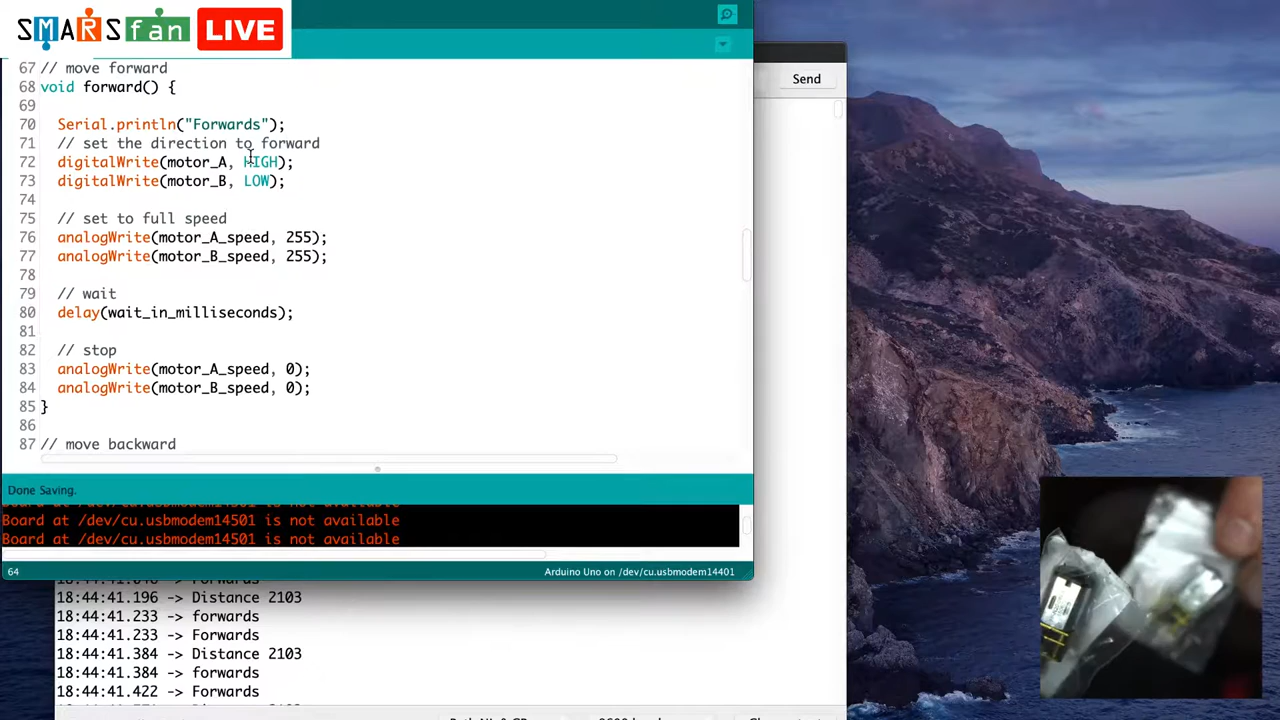 SMARSfan LIVE
Send
67 // move forward
68 void forward() {
69
70 Serial.println("Forwards");
71 // set the direction to forward
72 digitalWrite(motor_A, HIGH);
73 digitalWrite(motor_B, LOW);
74
75 // set to full speed
76 analogWrite(motor_A_speed, 255);
77 analogWrite(motor_B_speed, 255);
78
79 // wait
80 delay(wait_in_milliseconds);
81
82 // stop
83 analogWrite(motor_A_speed, 0);
84 analogWrite(motor_B_speed, 0);
85 }
86
87 // move backward
Done Saving.
Board at /dev/cu.usbmodem14501 is not available
Board at /dev/cu.usbmodem14501 is not available
64 Arduino Uno on /dev/cu.usbmodem14401
18:44:41.196 -> Distance 2103
18:44:41.233 -> forwards
18:44:41.233 -> Forwards
18:44:41.384 -> Distance 2103
18:44:41.384 -> forwards
18:44:41.422 -> Forwards